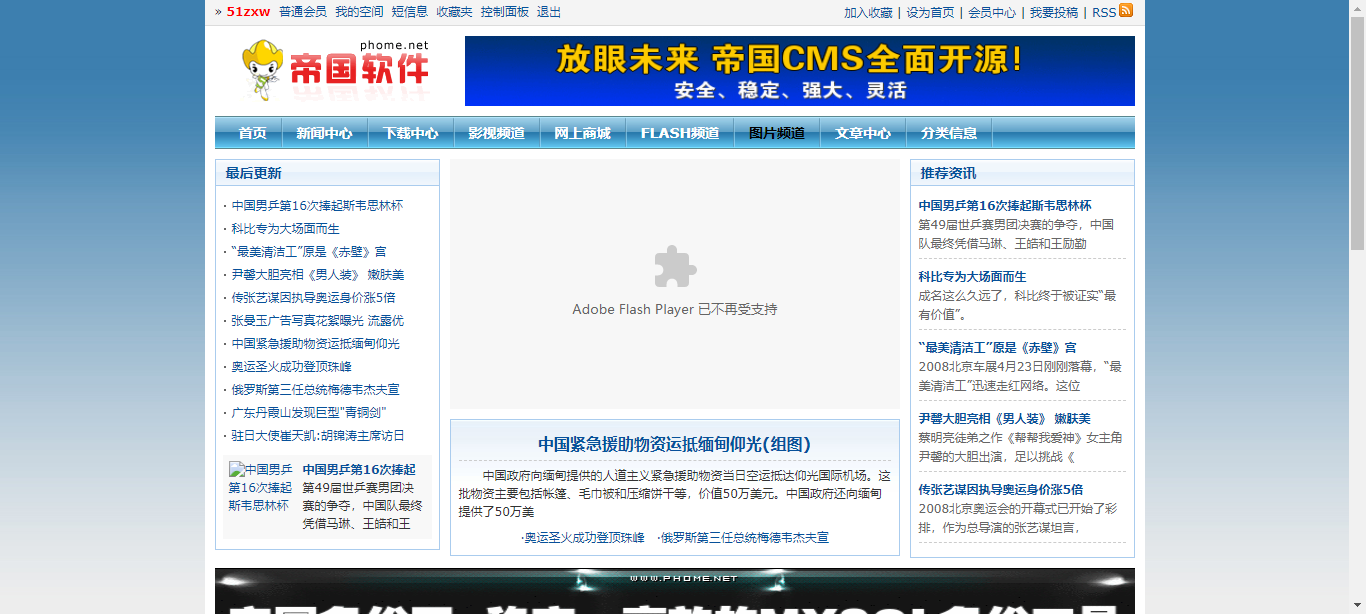 » 51zxw 普通会员 我的空间 短信息 收藏夹 控制面板 退出
加入收藏 | 设为首页 | 会员中心 | 我要投稿 | RSS
phome.net
帝国软件
放眼未来 帝国CMS全面开源!
安全、稳定、强大、灵活
首页 新闻中心 下载中心 影视频道 网上商城 FLASH频道 图片频道 文章中心 分类信息
最后更新
· 中国男乒第16次捧起斯韦思林杯
· 科比专为大场面而生
· “最美清洁工”原是《赤壁》宫
· 尹馨大胆亮相《男人装》 嫩肤美
· 传张艺谋因执导奥运身价涨5倍
· 张曼玉广告写真花絮曝光 流露优
· 中国紧急援助物资运抵缅甸仰光
· 奥运圣火成功登顶珠峰
· 俄罗斯第三任总统梅德韦杰夫宣
· 广东丹霞山发现巨型"青铜剑"
· 驻日大使崔天凯:胡锦涛主席访日
中国男乒
第16次捧起
斯韦思林杯
中国男乒第16次捧起
第49届世乒赛男团决
赛的争夺，中国队最终
凭借马琳、王皓和王
Adobe Flash Player 已不再受支持
中国紧急援助物资运抵缅甸仰光(组图)
中国政府向缅甸提供的人道主义紧急援助物资当日空运抵达仰光国际机场。这
批物资主要包括帐篷、毛巾被和压缩饼干等，价值50万美元。中国政府还向缅甸
提供了50万美
·奥运圣火成功登顶珠峰 ·俄罗斯第三任总统梅德韦杰夫宣
推荐资讯
中国男乒第16次捧起斯韦思林杯
第49届世乒赛男团决赛的争夺，中国
队最终凭借马琳、王皓和王励勤
科比专为大场面而生
成名这么久远了，科比终于被证实“最
有价值”。
“最美清洁工”原是《赤壁》宫
2008北京车展4月23日刚刚落幕，“最
美清洁工”迅速走红网络。这位
尹馨大胆亮相《男人装》 嫩肤美
蔡明亮徒弟之作《帮帮我爱神》女主角
尹馨的大胆出演，足以挑战《
传张艺谋因执导奥运身价涨5倍
2008北京奥运会的开幕式已开始了彩
排，作为总导演的张艺谋坦言，
WWW.PHOME.NET